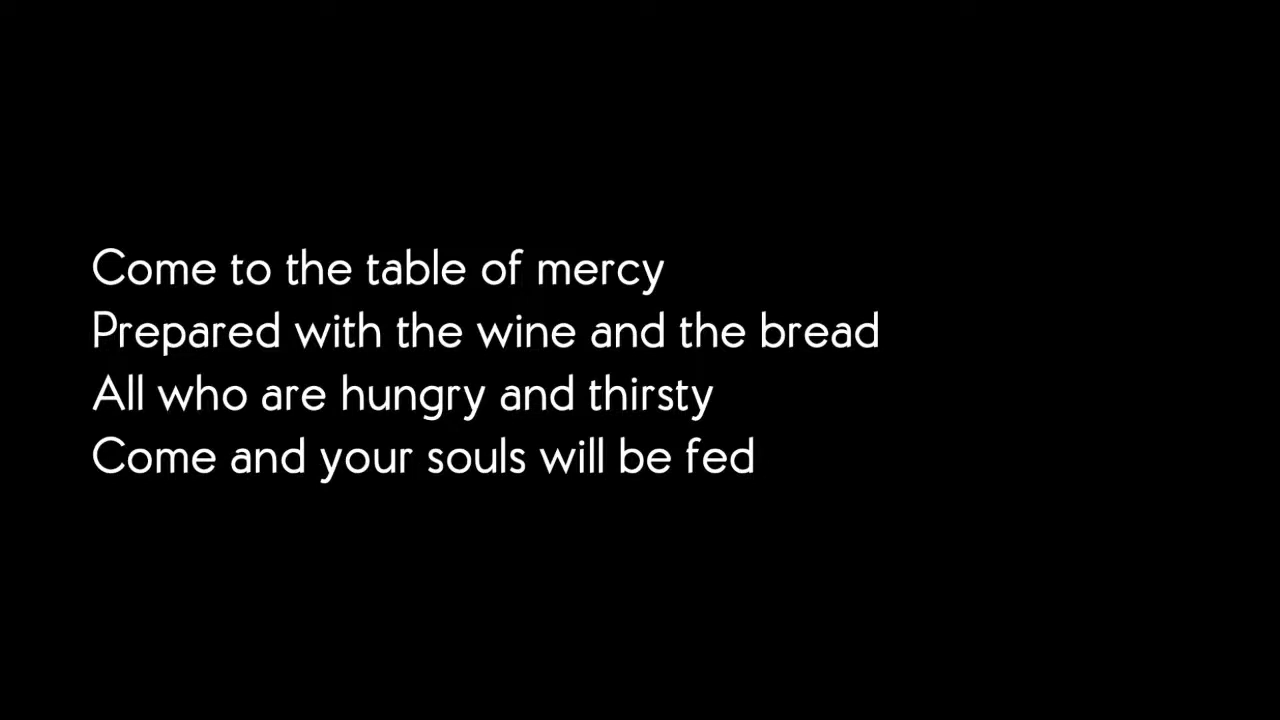 Come to the table of mercy
Prepared with the wine and the bread
All who are hungry and thirsty
Come and your souls will be fed